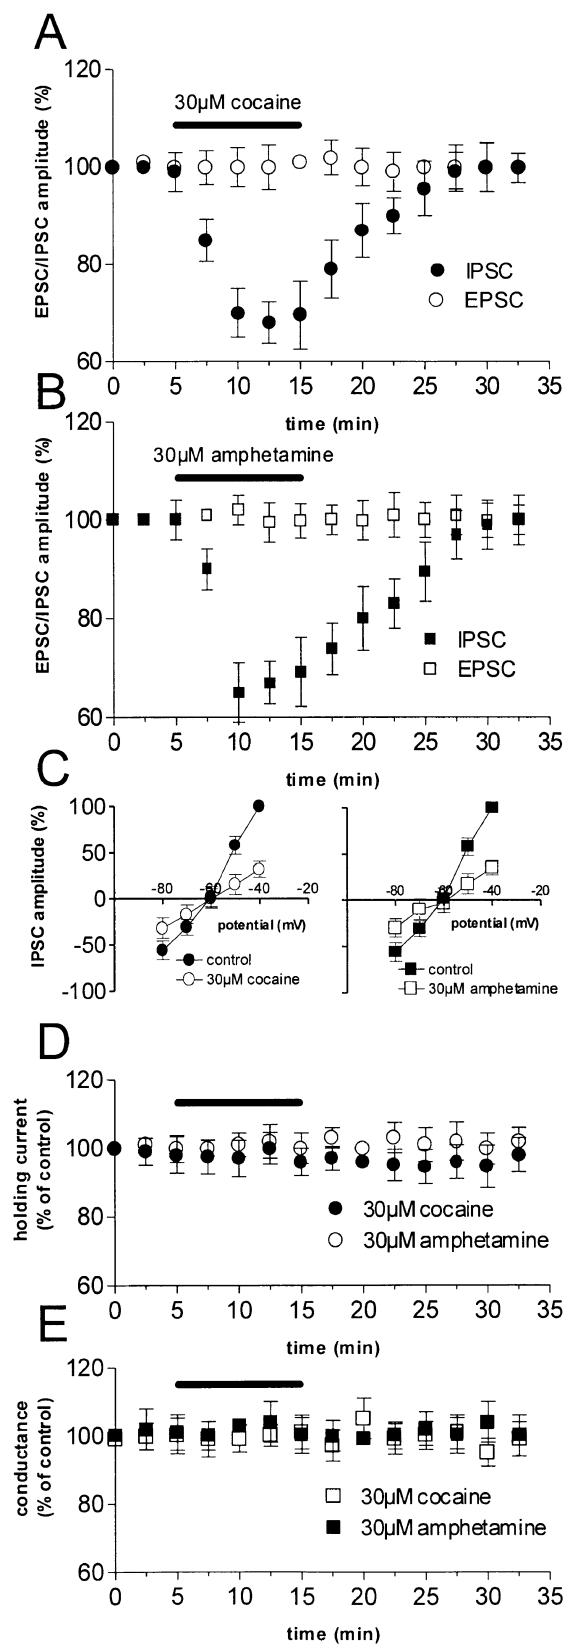 A
EPSC/IPSC amplitude (%)
120
100
80
60
30µM cocaine
IPSC
EPSC
0 5 10 15 20 25 30 35
time (min)
B
EPSC/IPSC amplitude (%)
120
100
80
60
30µM amphetamine
IPSC
EPSC
0 5 10 15 20 25 30 35
time (min)
C
IPSC amplitude (%)
100
50
0
-50
-100
-80 -60 -40 -20
potential (mV)
control
30µM cocaine
-80 -60 -40 -20
potential (mV)
control
30µM amphetamine
D
holding current
(% of control)
120
100
80
60
30µM cocaine
30µM amphetamine
0 5 10 15 20 25 30 35
time (min)
E
conductance
(% of control)
120
100
80
60
30µM cocaine
30µM amphetamine
0 5 10 15 20 25 30 35
time (min)